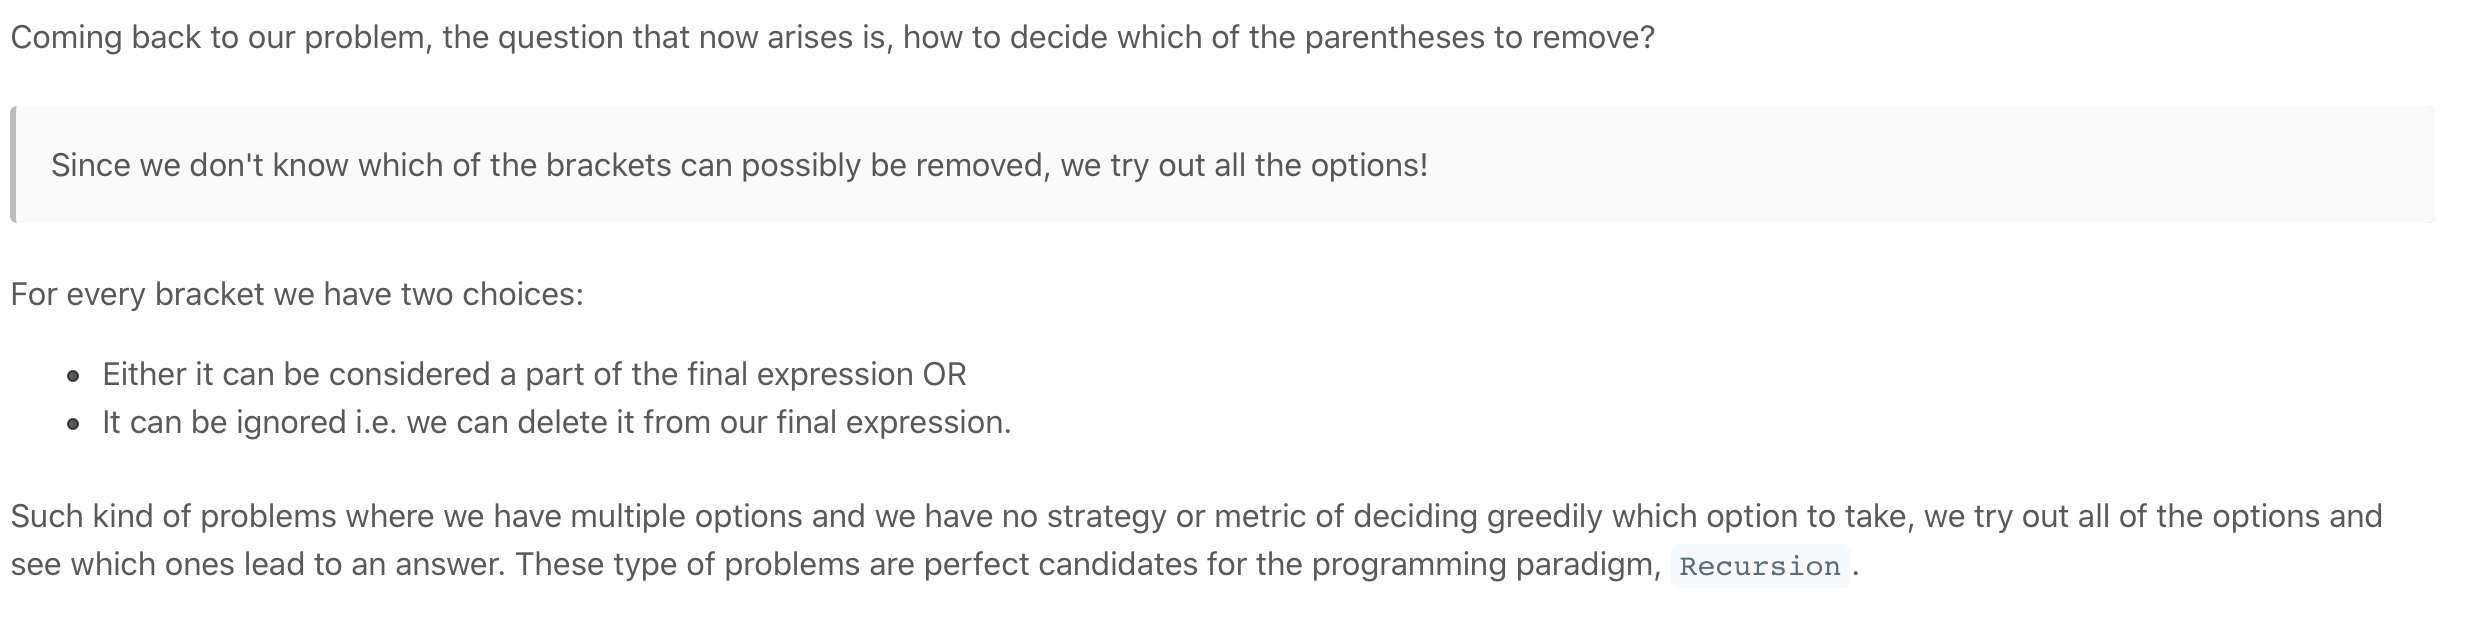 Coming back to our problem, the question that now arises is, how to decide which of the parentheses to remove?
Since we don't know which of the brackets can possibly be removed, we try out all the options!
For every bracket we have two choices:
• Either it can be considered a part of the final expression OR
• It can be ignored i.e. we can delete it from our final expression.
Such kind of problems where we have multiple options and we have no strategy or metric of deciding greedily which option to take, we try out all of the options and
see which ones lead to an answer. These type of problems are perfect candidates for the programming paradigm, Recursion .